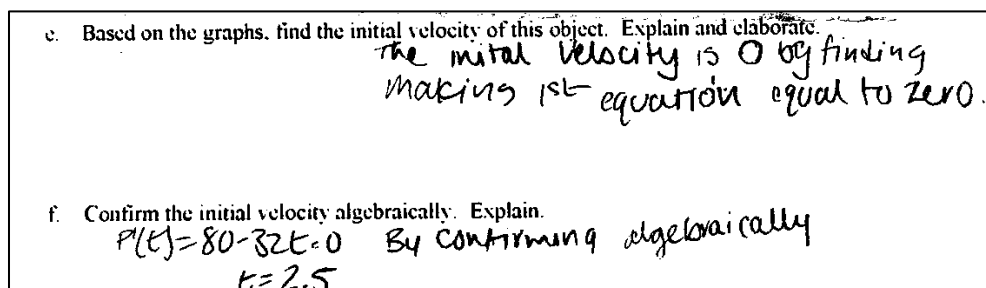 e. Based on the graphs, find the initial velocity of this object. Explain and elaborate.
The inital velocity is 0 by finding
making 1st equation equal to zero.
f. Confirm the initial velocity algebraically. Explain.
P'(t)=80-32t=0 By confirming algebraically
t=2.5